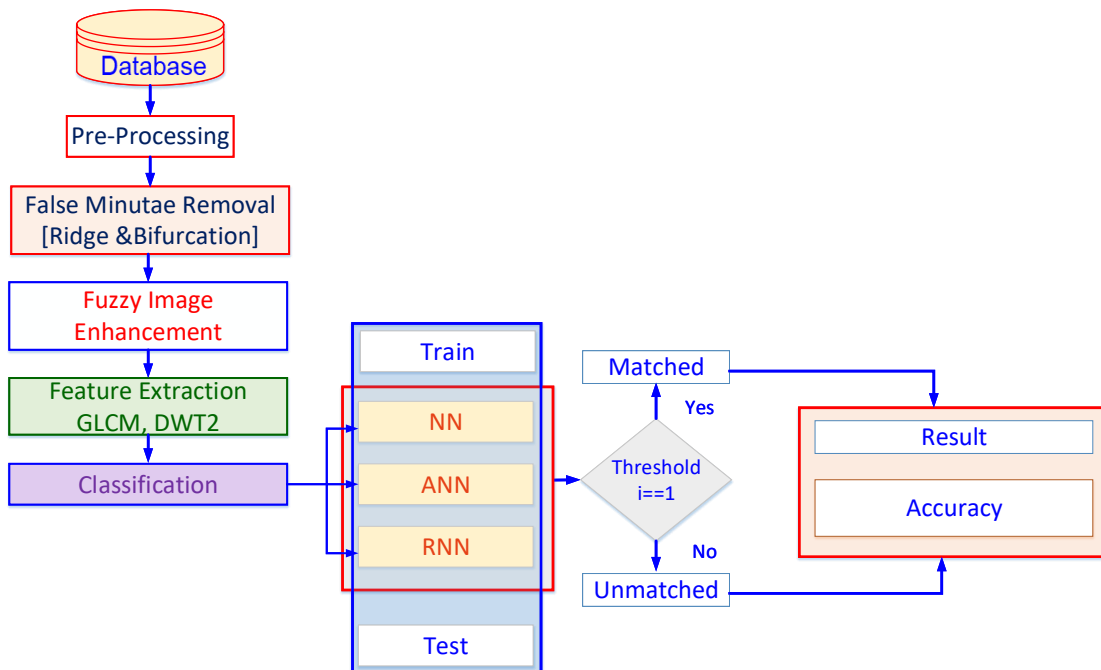 Database
Pre-Processing
False Minutae Removal
[Ridge &Bifurcation]
Fuzzy Image
Enhancement
Feature Extraction
GLCM, DWT2
Classification
Train
NN
ANN
RNN
Test
Threshold
i==1
Yes
Matched
No
Unmatched
Result
Accuracy